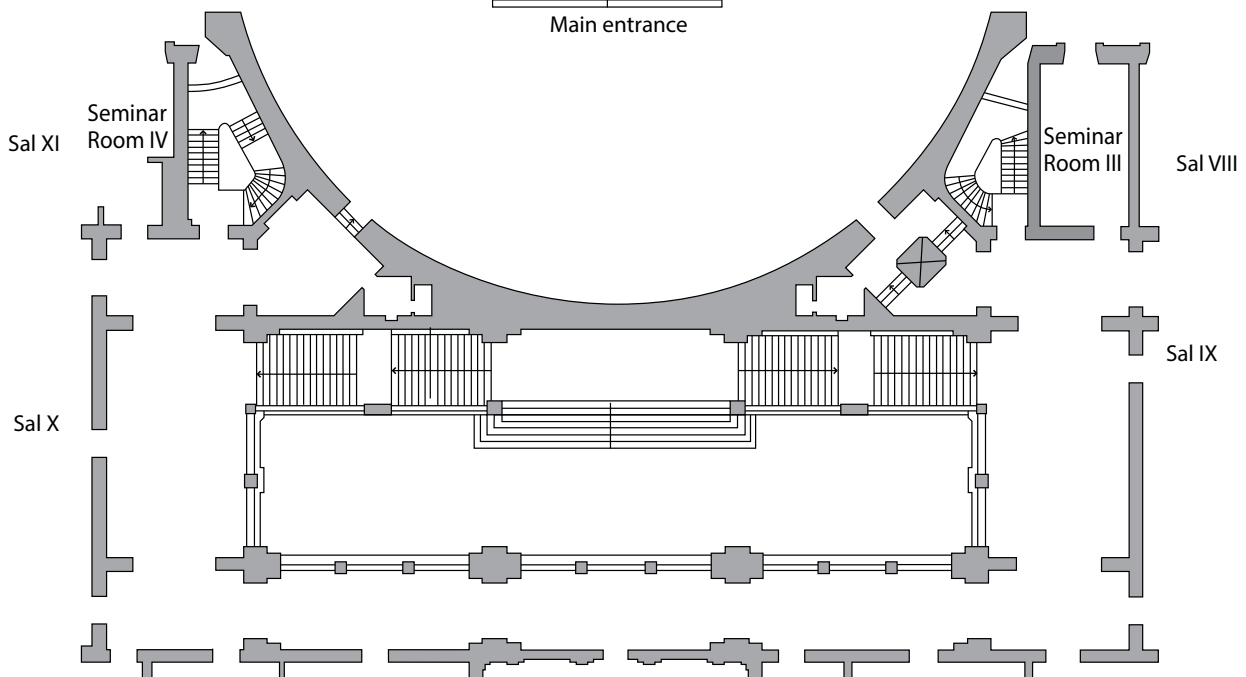 Main entrance
Seminar
Room IV
Sal XI
Seminar
Room III
Sal VIII
Sal IX
Sal X